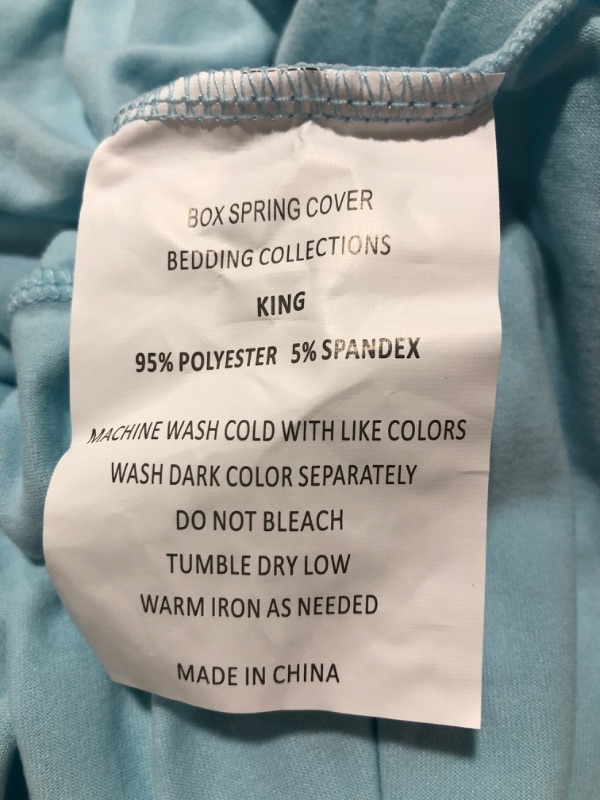 BOX SPRING COVER
BEDDING COLLECTIONS
KING
95% POLYESTER 5% SPANDEX
MACHINE WASH COLD WITH LIKE COLORS
WASH DARK COLOR SEPARATELY
DO NOT BLEACH
TUMBLE DRY LOW
WARM IRON AS NEEDED
MADE IN CHINA